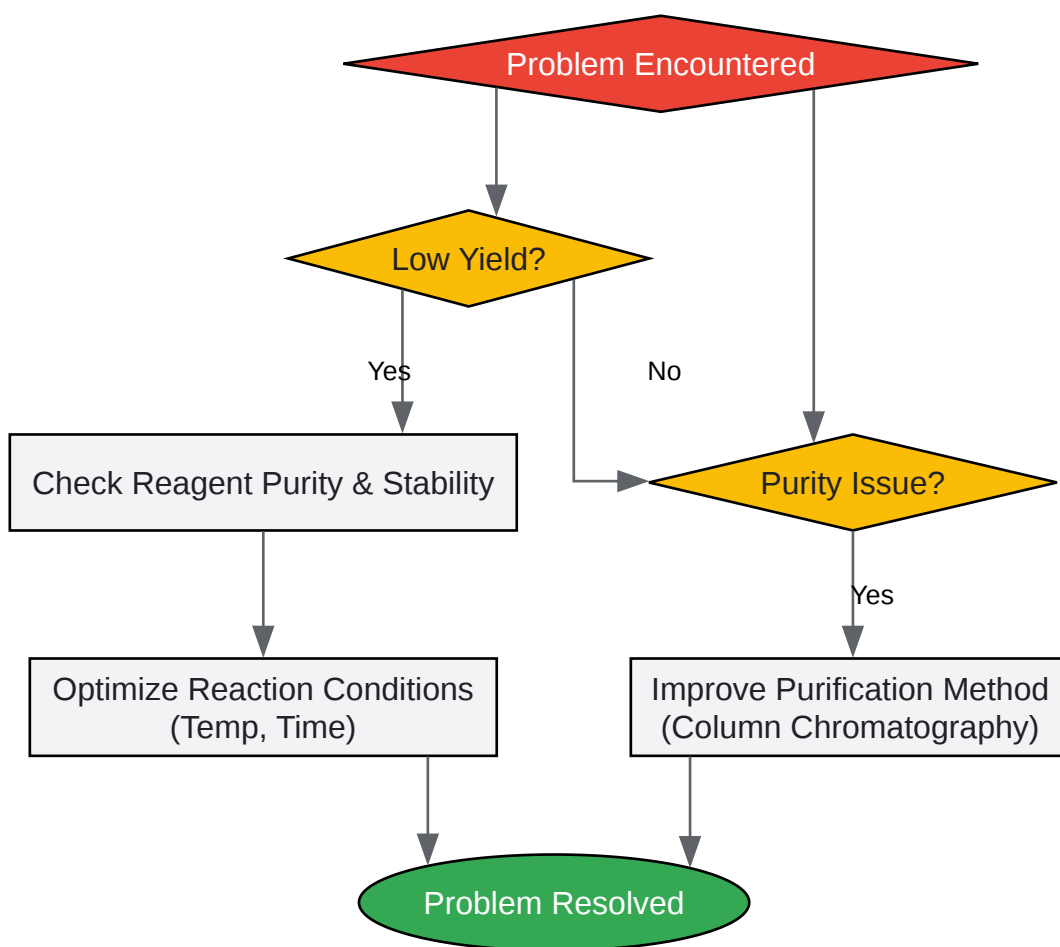 Problem Encountered
Low Yield?
Yes
No
Check Reagent Purity & Stability
Purity Issue?
Yes
Optimize Reaction Conditions
(Temp, Time)
Improve Purification Method
(Column Chromatography)
Problem Resolved